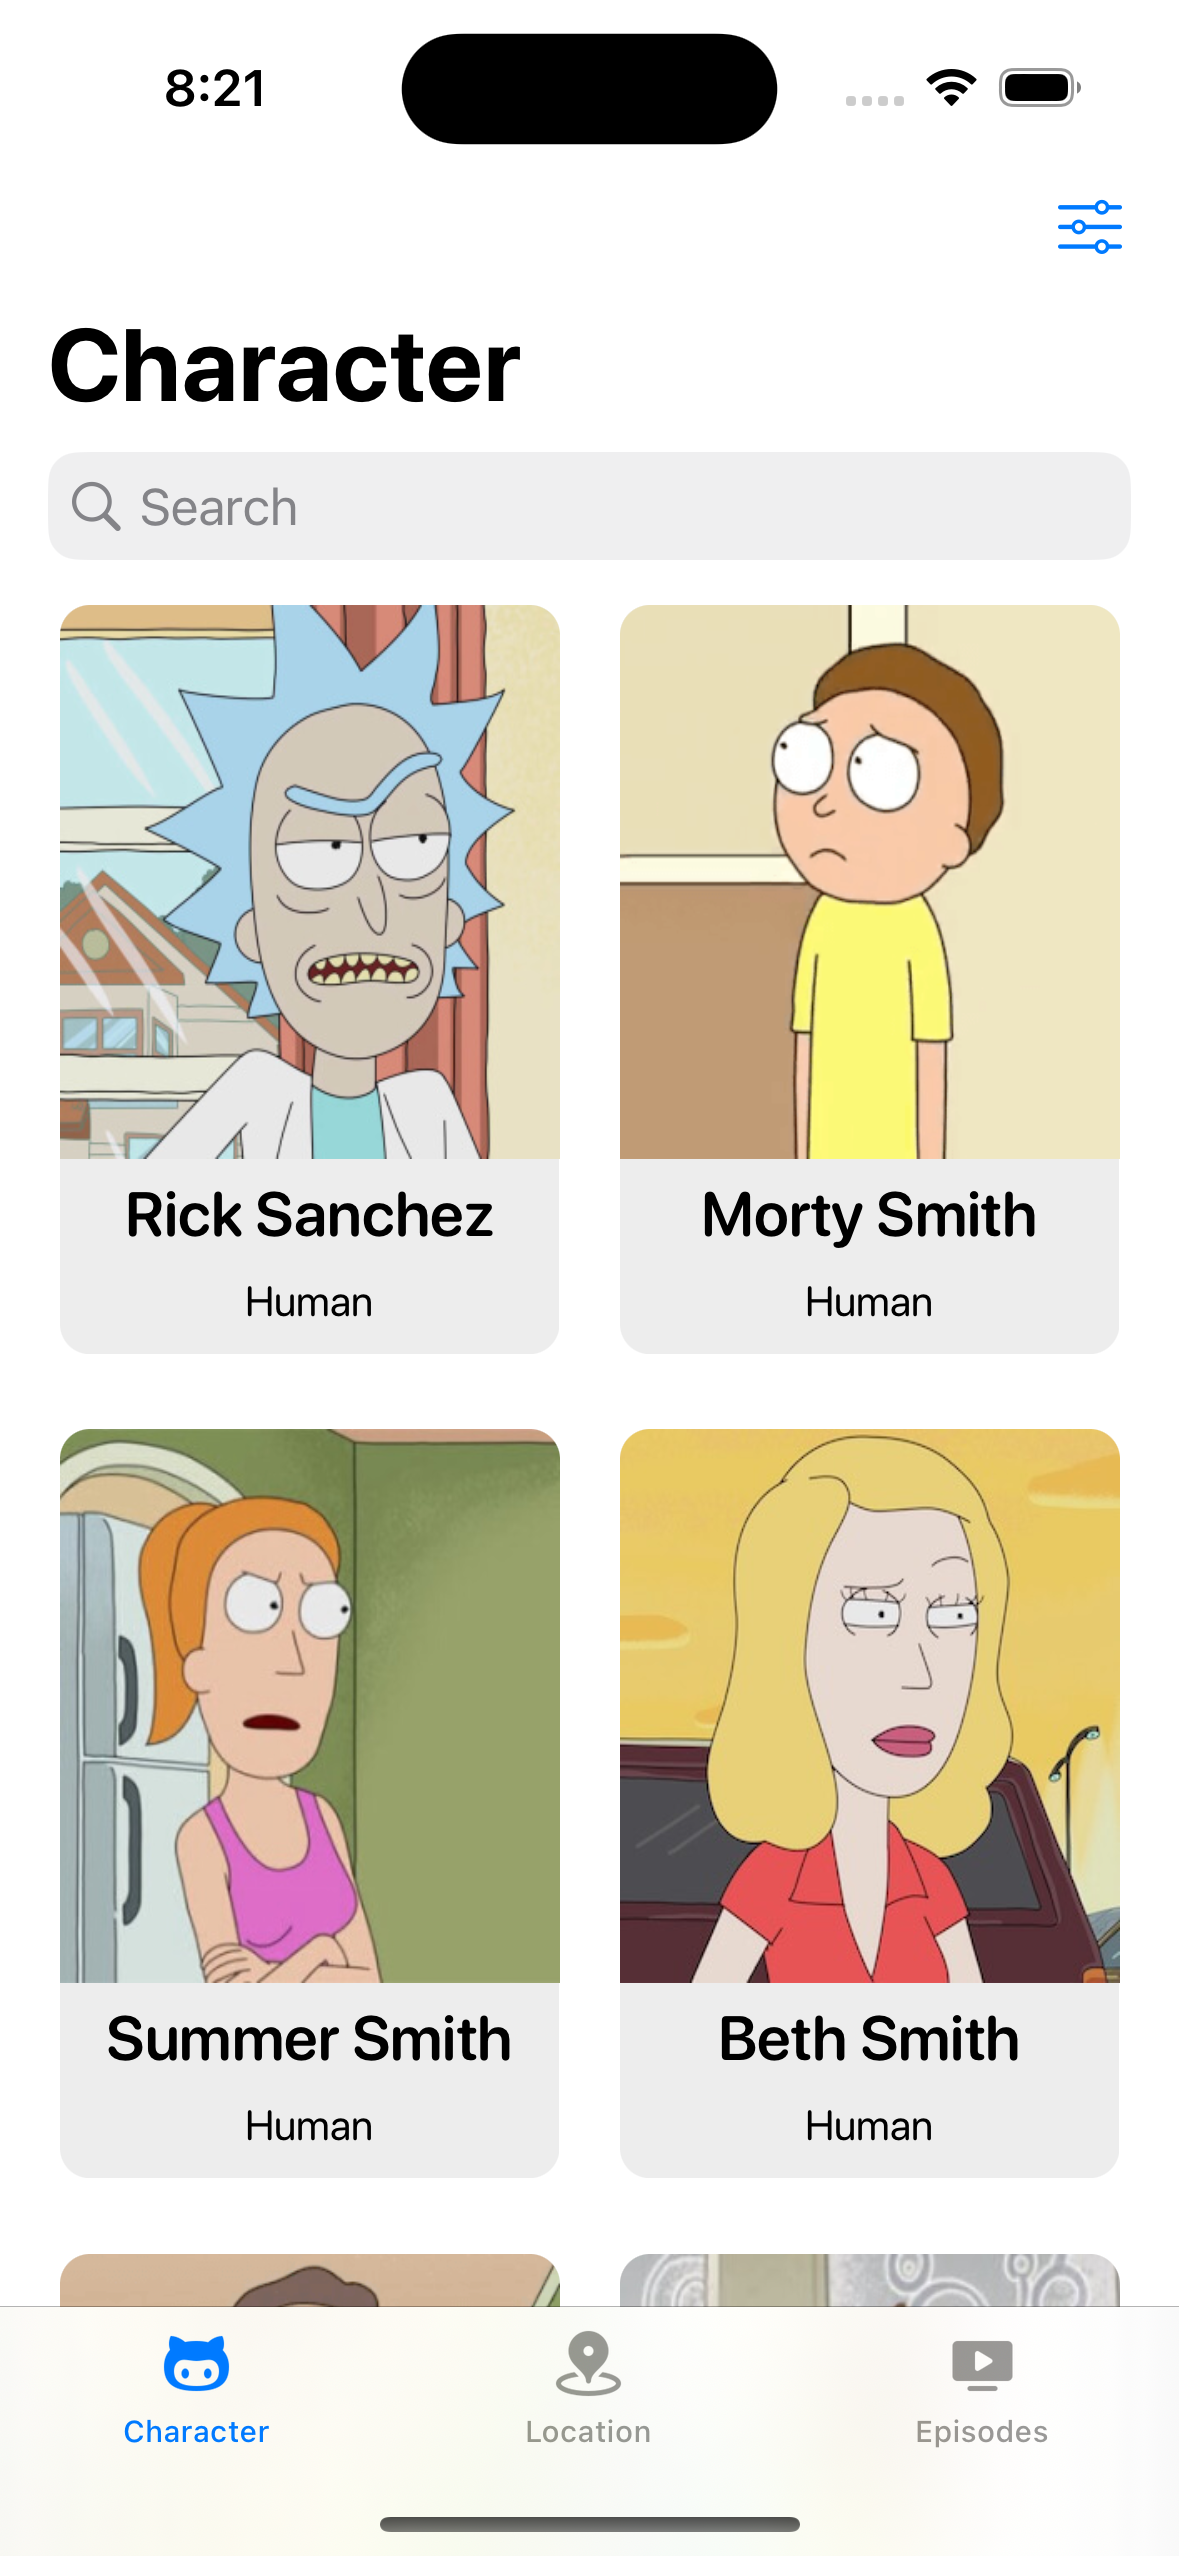 8:21
Character
Search
Rick Sanchez
Human
Morty Smith
Human
Summer Smith
Human
Beth Smith
Human
Character
Location
Episodes